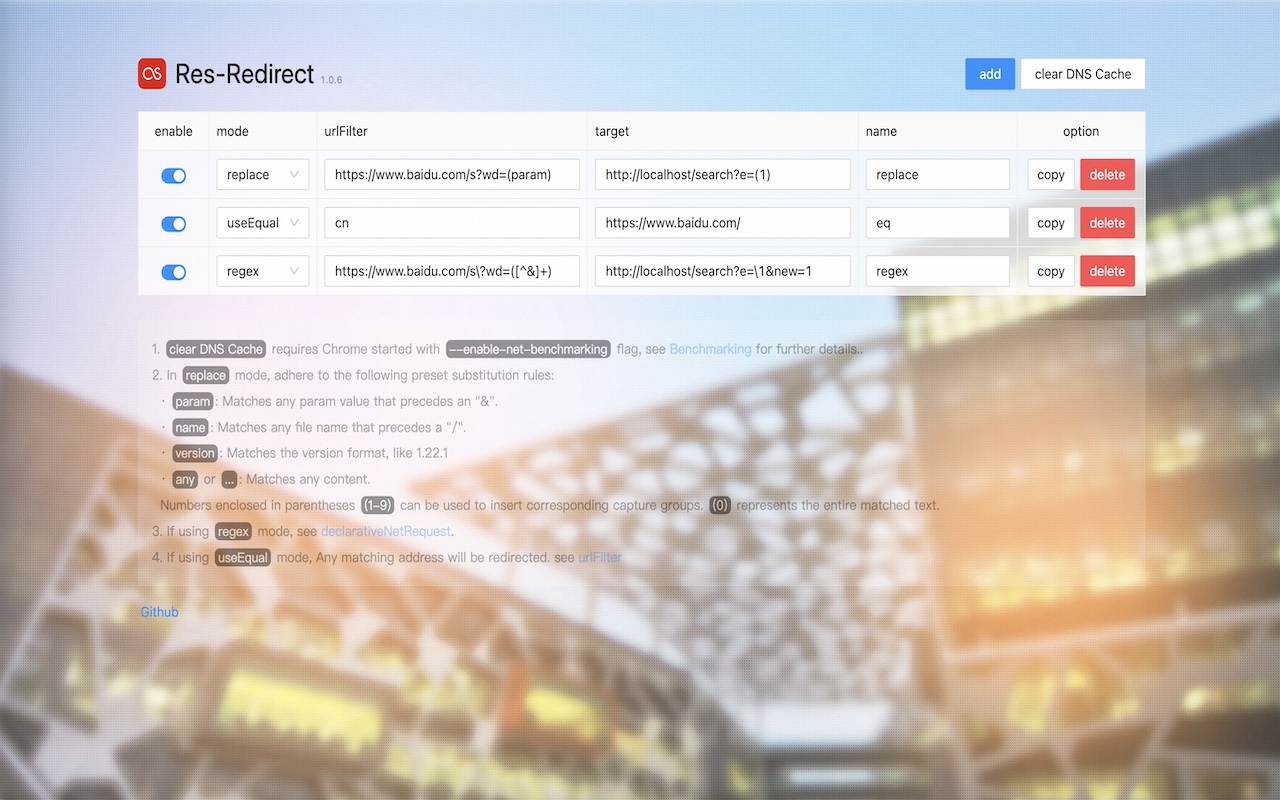 Res-Redirect 1.0.6 add clear DNS Cache
enable mode urlFilter target name option
replace https://www.baidu.com/s?wd=(param) http://localhost/search?e=(1) replace copy delete
useEqual cn https://www.baidu.com/ eq copy delete
regex https://www.baidu.com/s\?wd=([^&]+) http://localhost/search?e=\1&new=1 regex copy delete
1. clear DNS Cache requires Chrome started with --enable-net-benchmarking flag, see Benchmarking for further details..
2. In replace mode, adhere to the following preset substitution rules:
· param : Matches any param value that precedes an "&".
· name : Matches any file name that precedes a "/".
· version : Matches the version format, like 1.22.1
· any or ... : Matches any content.
Numbers enclosed in parentheses (1-9) can be used to insert corresponding capture groups. (0) represents the entire matched text.
3. If using regex mode, see declarativeNetRequest.
4. If using useEqual mode, Any matching address will be redirected. see urlFilter
Github